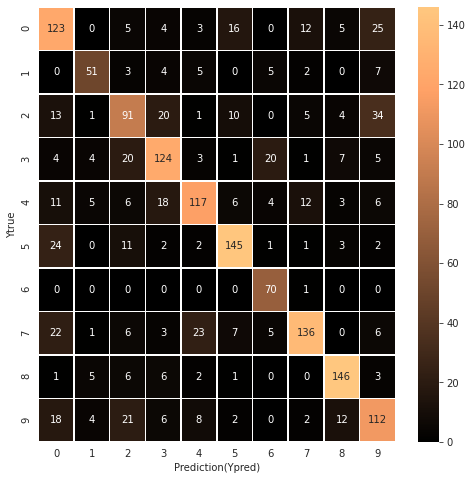 0 123 0 5 4 3 16 0 12 5 25
1 0 51 3 4 5 0 5 2 0 7
2 13 1 91 20 1 10 0 5 4 34
3 4 4 20 124 3 1 20 1 7 5
4 11 5 6 18 117 6 4 12 3 6
5 24 0 11 2 2 145 1 1 3 2
6 0 0 0 0 0 0 70 1 0 0
7 22 1 6 3 23 7 5 136 0 6
8 1 5 6 6 2 1 0 0 146 3
9 18 4 21 6 8 2 0 2 12 112
0 1 2 3 4 5 6 7 8 9
Prediction(Ypred)
Ytrue
140
120
100
80
60
40
20
0